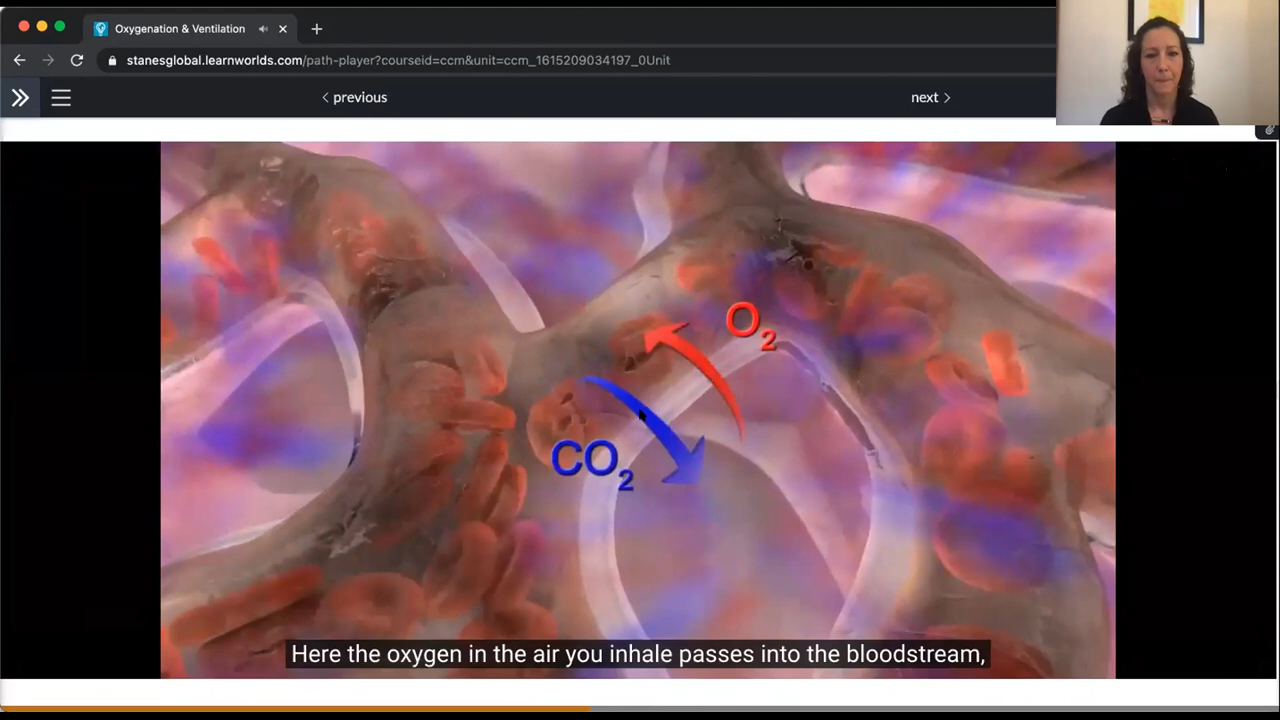 Oxygenation & Ventilation
stanesglobal.learnworlds.com/path-player?courseid=ccm&unit=ccm_1615209034197_0Unit
previous
next
O₂
CO₂
Here the oxygen in the air you inhale passes into the bloodstream,